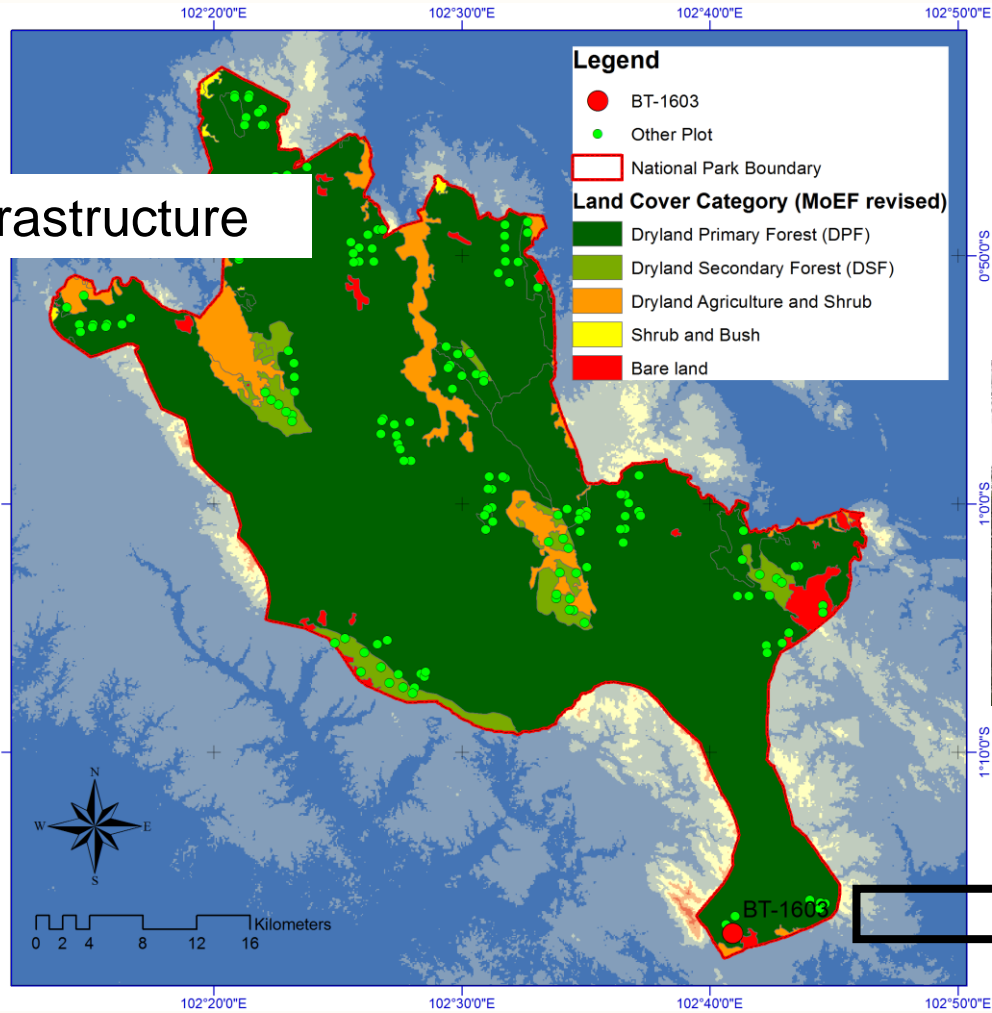 102°20'0"E 102°30'0"E 102°40'0"E 102°50'0"E
Legend
BT-1603
Other Plot
National Park Boundary
Land Cover Category (MoEF revised)
Dryland Primary Forest (DPF)
Dryland Secondary Forest (DSF)
Dryland Agriculture and Shrub
Shrub and Bush
Bare land
rastructure
0°50'0"S
1°0'0"S
1°10'0"S
N
W E
S
BT-1603
Kilometers
0 2 4 8 12 16
102°20'0"E 102°30'0"E 102°40'0"E 102°50'0"E